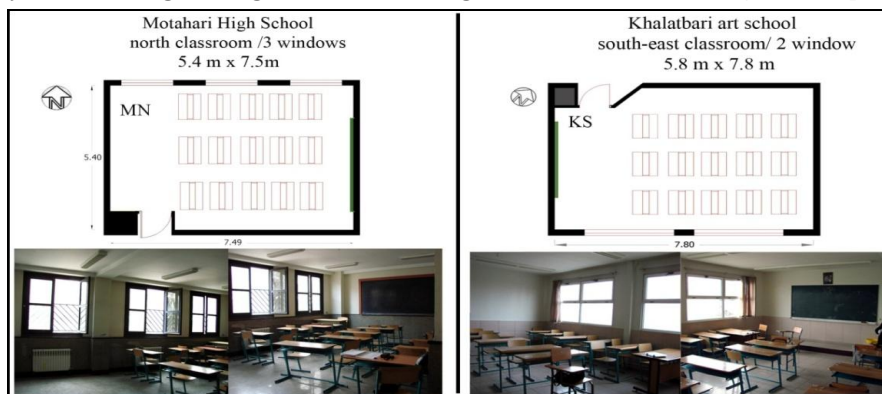 Motahari High School
north classroom /3 windows
5.4 m x 7.5m
N
MN
5.40
7.49
Khalatbari art school
south-east classroom/ 2 window
5.8 m x 7.8 m
N
KS
7.80